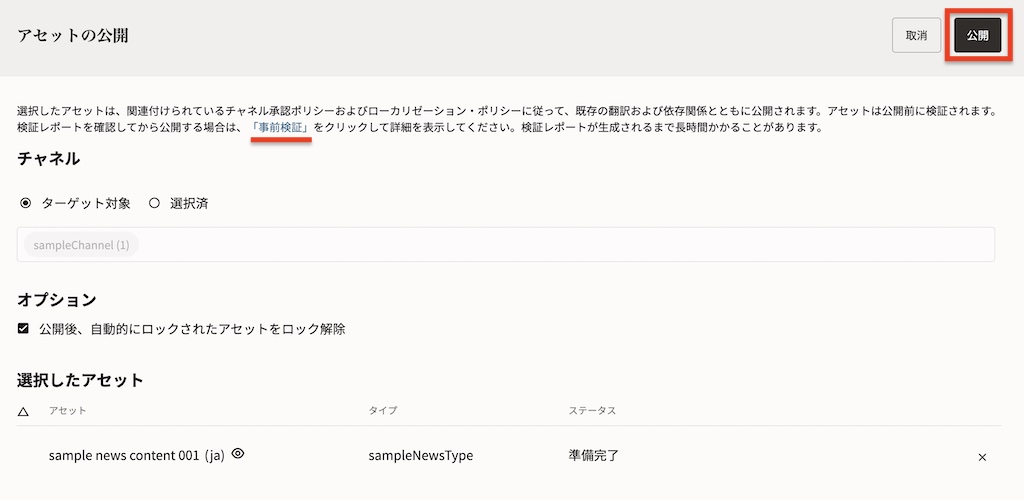 アセットの公開
取消
公開
選択したアセットは、関連付けられているチャネル承認ポリシーおよびローカリゼーション・ポリシーに従って、既存の翻訳および依存関係とともに公開されます。アセットは公開前に検証されます。
検証レポートを確認してから公開する場合は、「事前検証」をクリックして詳細を表示してください。検証レポートが生成されるまで長時間かかることがあります。
チャネル
ターゲット対象 選択済
sampleChannel (1)
オプション
公開後、自動的にロックされたアセットをロック解除
選択したアセット
アセット タイプ ステータス
sample news content 001 (ja) sampleNewsType 準備完了